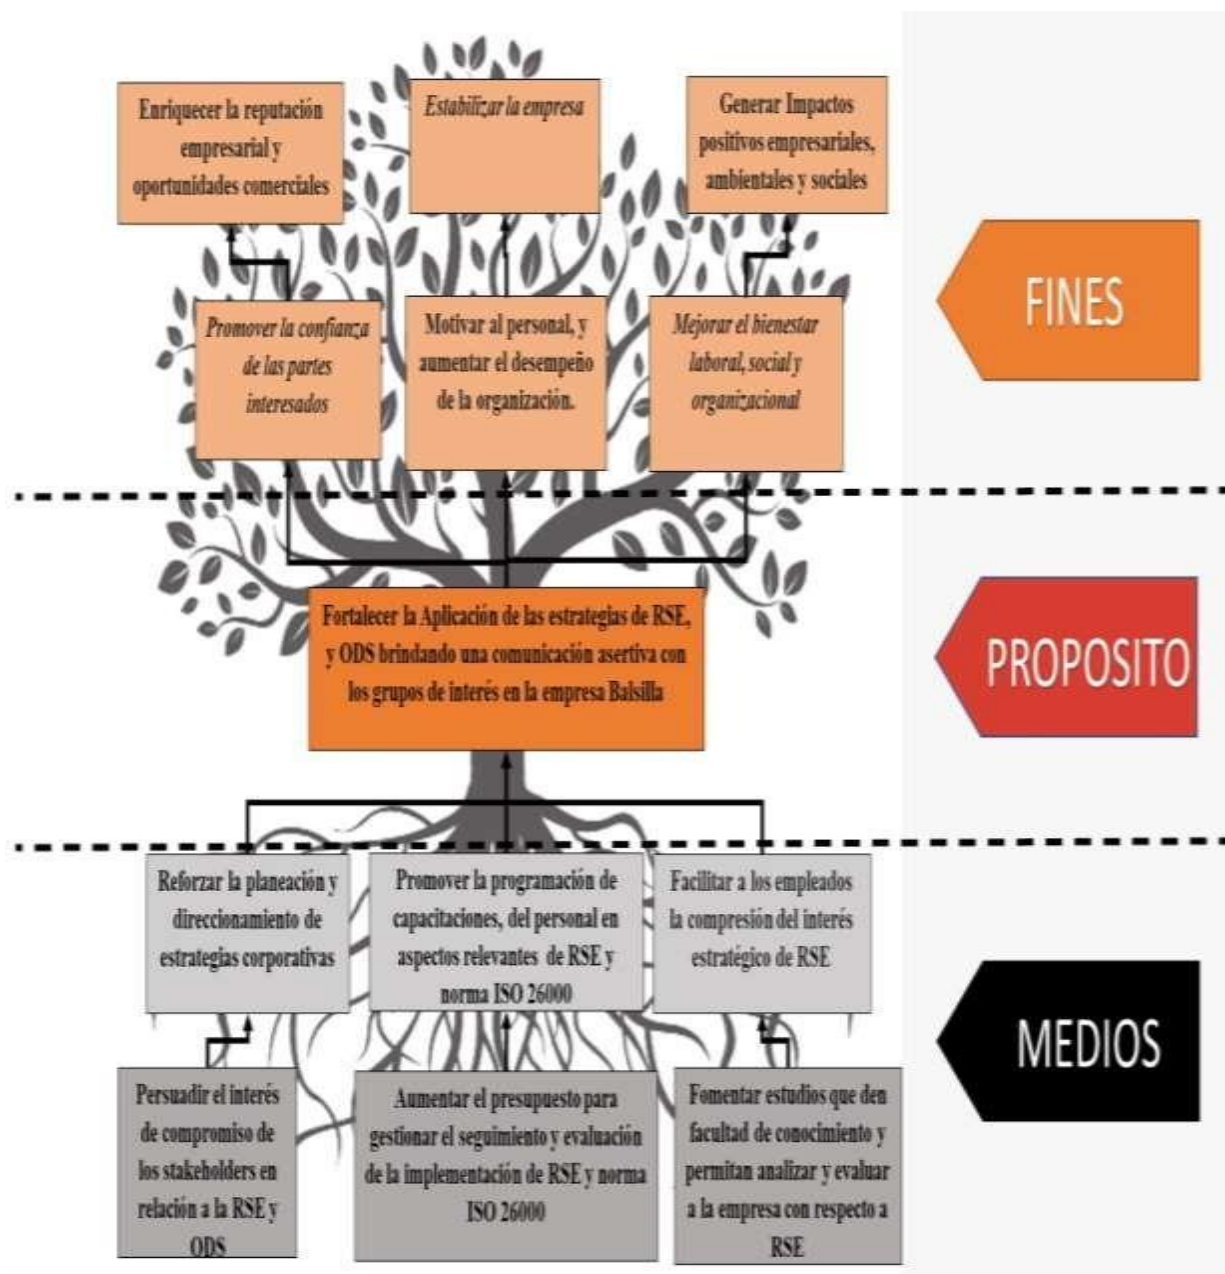 Enriquecer la reputación
empresarial y
oportunidades comerciales
Estabilizar la empresa
Generar Impactos
positivos empresariales,
ambientales y sociales
FINES
Promover la confianza
de las partes
interesados
Motivar al personal, y
aumentar el desempeño
de la organización.
Mejorar el bienestar
laboral, social y
organizacional
Fortalecer la Aplicación de las estrategias de RSE,
y ODS brindando una comunicación asertiva con
los grupos de interés en la empresa Balsilla
PROPOSITO
Reforzar la planeación y
direccionamiento de
estrategias corporativas
Promover la programación de
capacitaciones, del personal en
aspectos relevantes de RSE y
norma ISO 26000
Facilitar a los empleados
la compresión del interés
estratégico de RSE
MEDIOS
Persuadir el interés
de compromiso de
los stakeholders en
relación a la RSE y
ODS
Aumentar el presupuesto para
gestionar el seguimiento y evaluación
de la implementación de RSE y norma
ISO 26000
Fomentar estudios que den
facultad de conocimiento y
permitan analizar y evaluar
a la empresa con respecto a
RSE